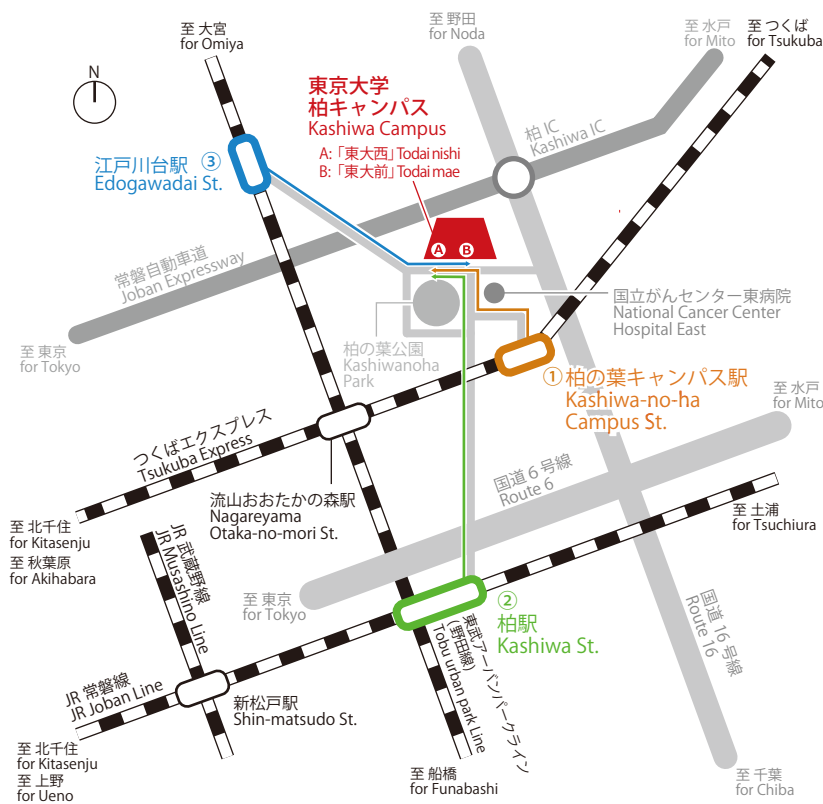 至 大宮
for Omiya
至 野田
for Noda
至 水戸
for Mito
至 つくば
for Tsukuba
N
東京大学
柏キャンパス
Kashiwa Campus
A:「東大西」Todai nishi
B:「東大前」Todai mae
柏 IC
Kashiwa IC
江戸川台駅 ③
Edogawadai St.
A
B
常磐自動車道
Joban Expressway
国立がんセンター東病院
National Cancer Center
Hospital East
至 東京
for Tokyo
柏の葉公園
Kashiwanoha
Park
①柏の葉キャンパス駅
Kashiwa-no-ha
Campus St.
至 水戸
for Mito
つくばエクスプレス
Tsukuba Express
国道6号線
Route 6
流山おおたかの森駅
Nagareyama
Otaka-no-mori St.
至 北千住
for Kitasenju
至 秋葉原
for Akihabara
JR 武蔵野線
JR Musashino Line
至 土浦
for Tsuchiura
至 東京
for Tokyo
②
柏駅
Kashiwa St.
国道 16 号線
Route 16
東武アーバンパークライン
(野田線)
Tobu urban park Line
JR 常磐線
JR Joban Line
新松戸駅
Shin-matsudo St.
至 北千住
for Kitasenju
至 上野
for Ueno
至 船橋
for Funabashi
至 千葉
for Chiba